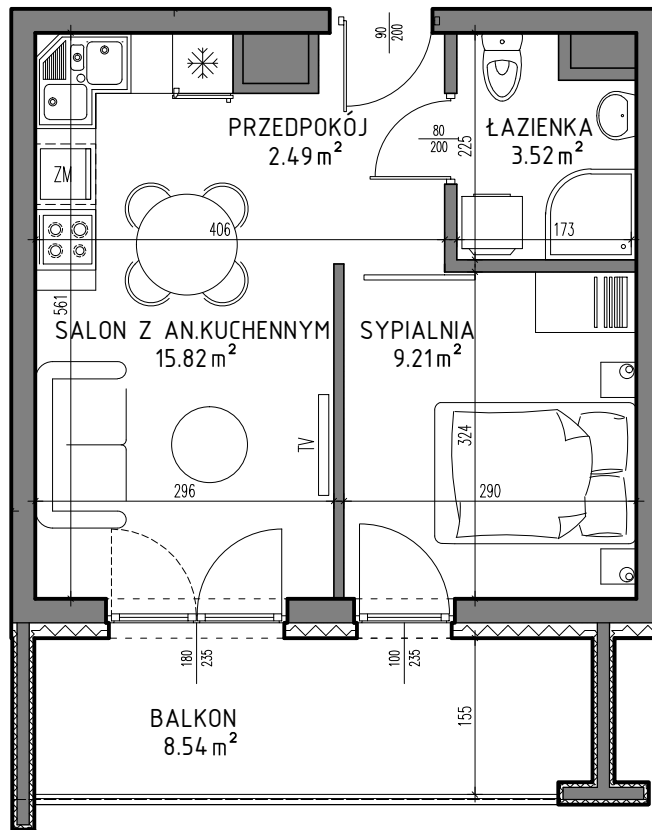 90
200
PRZEDPOKÓJ
2.49 m²
80
200
ŁAZIENKA
3.52 m²
225
ZM
406
173
561
SALON Z AN.KUCHENNYM
15.82 m²
SYPIALNIA
9.21 m²
324
TV
296
290
180
235
100
235
BALKON
8.54 m²
155